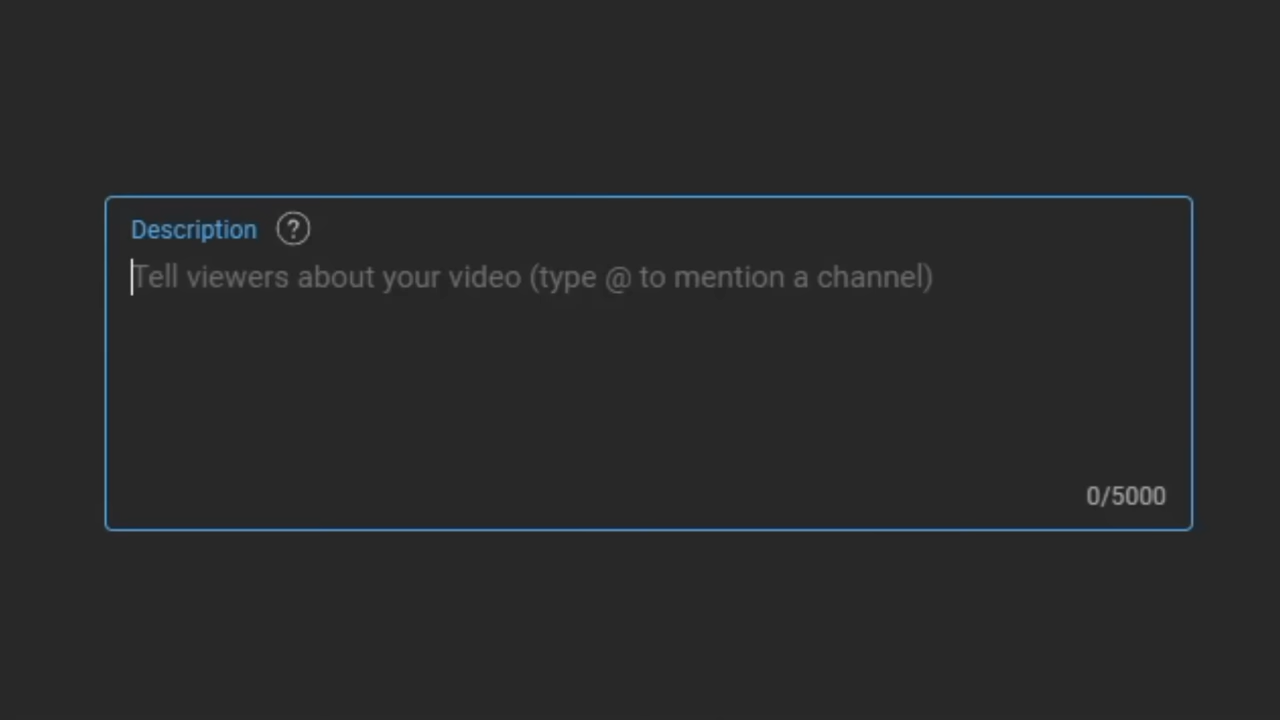 Description ?
Tell viewers about your video (type @ to mention a channel)
0/5000